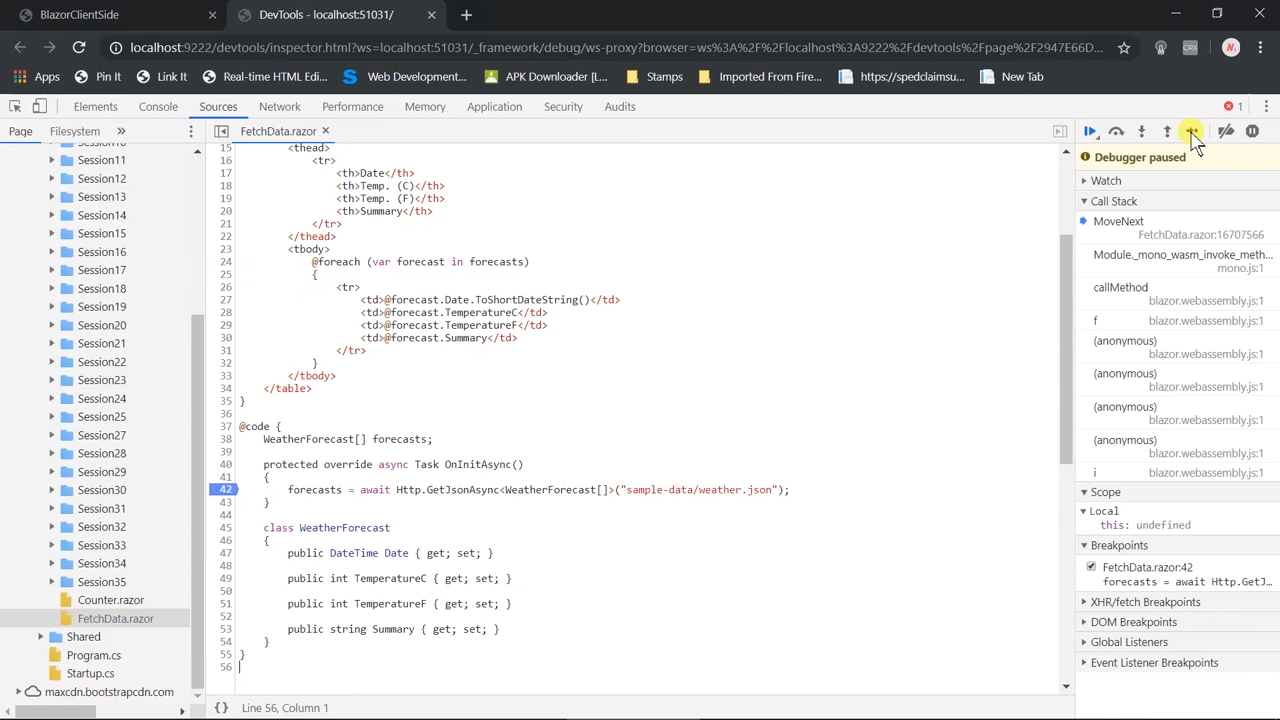 BlazorClientSide
DevTools - localhost:51031/
localhost:9222/devtools/inspector.html?ws=localhost:51031/_framework/debug/ws-proxy?browser=ws%3A%2F%2Flocalhost%3A9222%2Fdevtools%2Fpage%2F2947E66D...
CRX
N.
Apps
Pin It
Link It
Real-time HTML Edi...
Web Development...
APK Downloader [L...
Stamps
Imported From Fire...
https://spedclaimsu...
New Tab
Elements
Console
Sources
Network
Performance
Memory
Application
Security
Audits
1
Page
Filesystem
FetchData.razor
Session10
Session11
Session12
Session13
Session14
Session15
Session16
Session17
Session18
Session19
Session20
Session21
Session22
Session23
Session24
Session25
Session27
Session28
Session29
Session30
Session31
Session32
Session33
Session34
Session35
Counter.razor
FetchData.razor
Shared
Program.cs
Startup.cs
maxcdn.bootstrapcdn.com
15 <thead>
16 <tr>
17 <th>Date</th>
18 <th>Temp. (C)</th>
19 <th>Temp. (F)</th>
20 <th>Summary</th>
21 </tr>
22 </thead>
23 <tbody>
24 @foreach (var forecast in forecasts)
25 {
26 <tr>
27 <td>@forecast.Date.ToShortDateString()</td>
28 <td>@forecast.TemperatureC</td>
29 <td>@forecast.TemperatureF</td>
30 <td>@forecast.Summary</td>
31 </tr>
32 }
33 </tbody>
34 </table>
35 }
36
37 @code {
38 WeatherForecast[] forecasts;
39
40 protected override async Task OnInitAsync()
41 {
42 forecasts = await Http.GetJsonAsync<WeatherForecast[]>("sample-data/weather.json");
43 }
44
45 class WeatherForecast
46 {
47 public DateTime Date { get; set; }
48
49 public int TemperatureC { get; set; }
50
51 public int TemperatureF { get; set; }
52
53 public string Summary { get; set; }
54 }
55 }
56
{} Line 56, Column 1
Debugger paused
Watch
Call Stack
MoveNext
FetchData.razor:16707566
Module._mono_wasm_invoke_meth...
mono.js:1
callMethod
blazor.webassembly.js:1
f blazor.webassembly.js:1
(anonymous)
blazor.webassembly.js:1
(anonymous)
blazor.webassembly.js:1
(anonymous)
blazor.webassembly.js:1
(anonymous)
blazor.webassembly.js:1
i blazor.webassembly.js:1
Scope
Local
this: undefined
Breakpoints
FetchData.razor:42
forecasts = await Http.GetJ...
XHR/fetch Breakpoints
DOM Breakpoints
Global Listeners
Event Listener Breakpoints